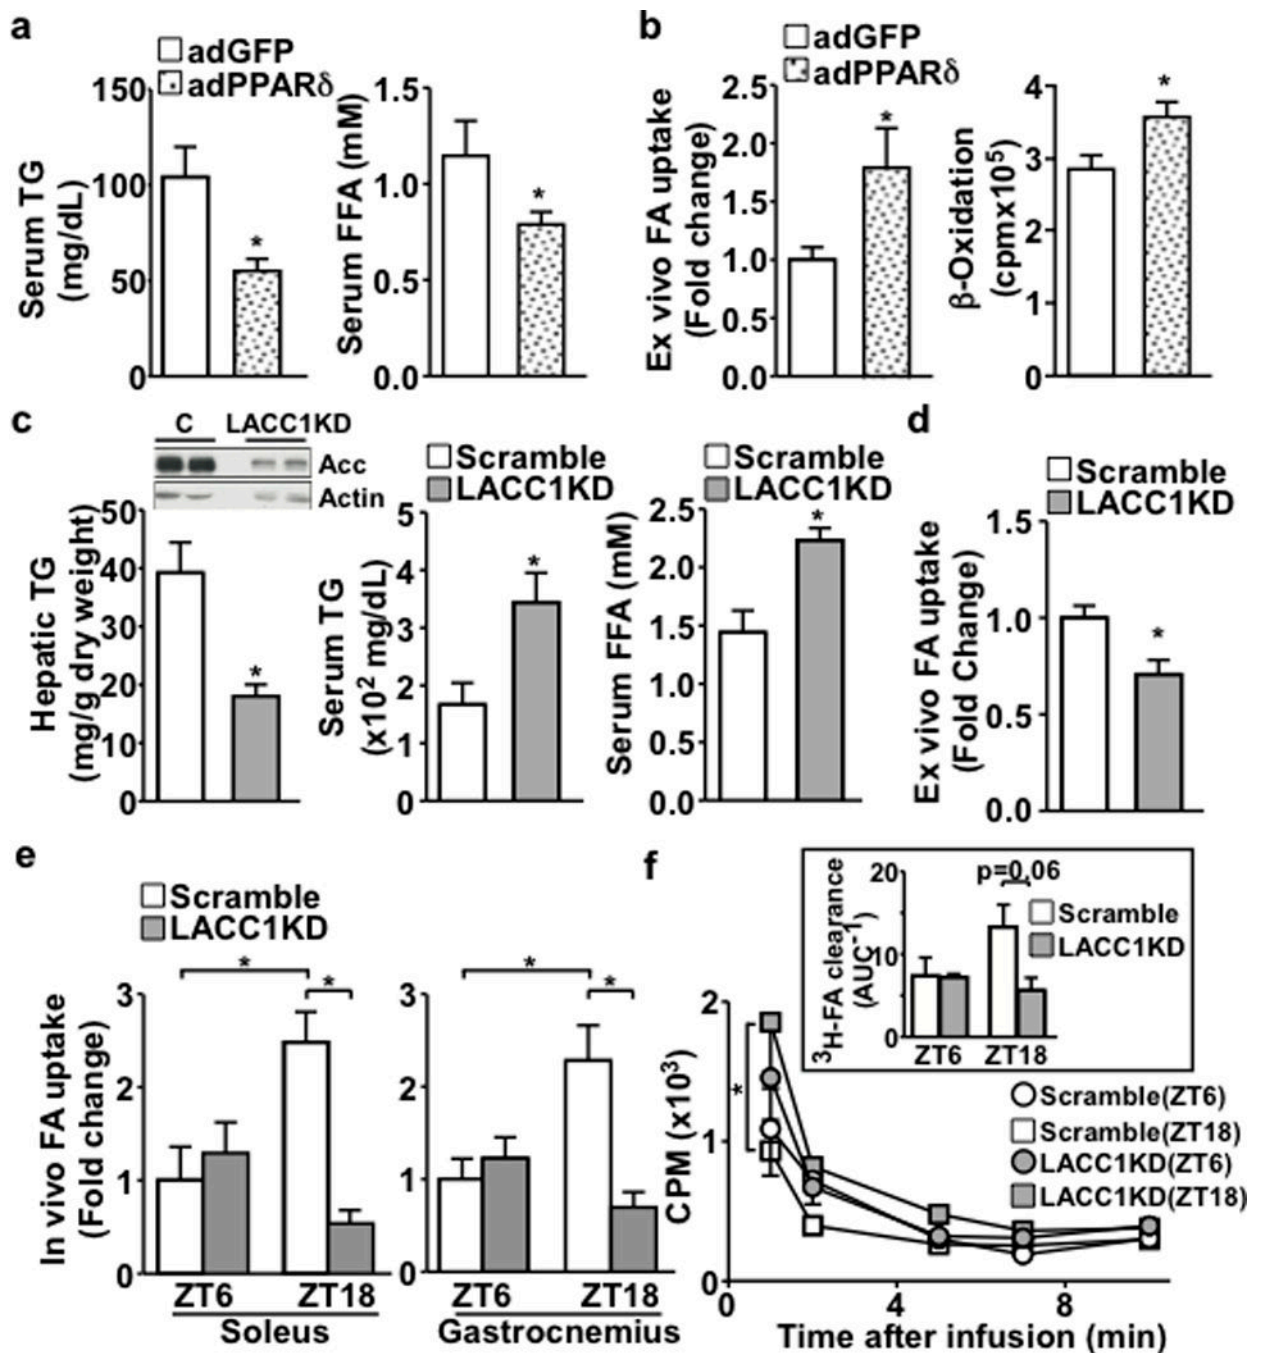 a
adGFP
adPPARδ
Serum TG
(mg/dL)
150
100
50
0
*
Serum FFA (mM)
1.5
1.0
0.5
0.0
*
b
adGFP
adPPARδ
Ex vivo FA uptake
(Fold change)
2.5
2.0
1.5
1.0
0.5
0.0
*
β-Oxidation
(cpmx10⁵)
4
3
2
1
0
*
c
C LACC1KD
Acc
Actin
Hepatic TG
(mg/g dry weight)
50
40
30
20
10
0
*
Scramble
LACC1KD
Serum TG
(x10² mg/dL)
5
4
3
2
1
0
*
Scramble
LACC1KD
Serum FFA (mM)
2.5
2.0
1.5
1.0
0.5
0.0
*
d
Scramble
LACC1KD
Ex vivo FA uptake
(Fold Change)
1.5
1.0
0.5
0.0
*
e
Scramble
LACC1KD
In vivo FA uptake
(Fold change)
3
2
1
0
* *
ZT6 ZT18
Soleus
3
2
1
0
* *
ZT6 ZT18
Gastrocnemius
f
³H-FA clearance
(AUC⁻¹)
20
10
0
p=0.06
Scramble
LACC1KD
ZT6 ZT18
CPM (x10³)
2
1
0
*
Scramble(ZT6)
Scramble(ZT18)
LACC1KD(ZT6)
LACC1KD(ZT18)
0 4 8
Time after infusion (min)